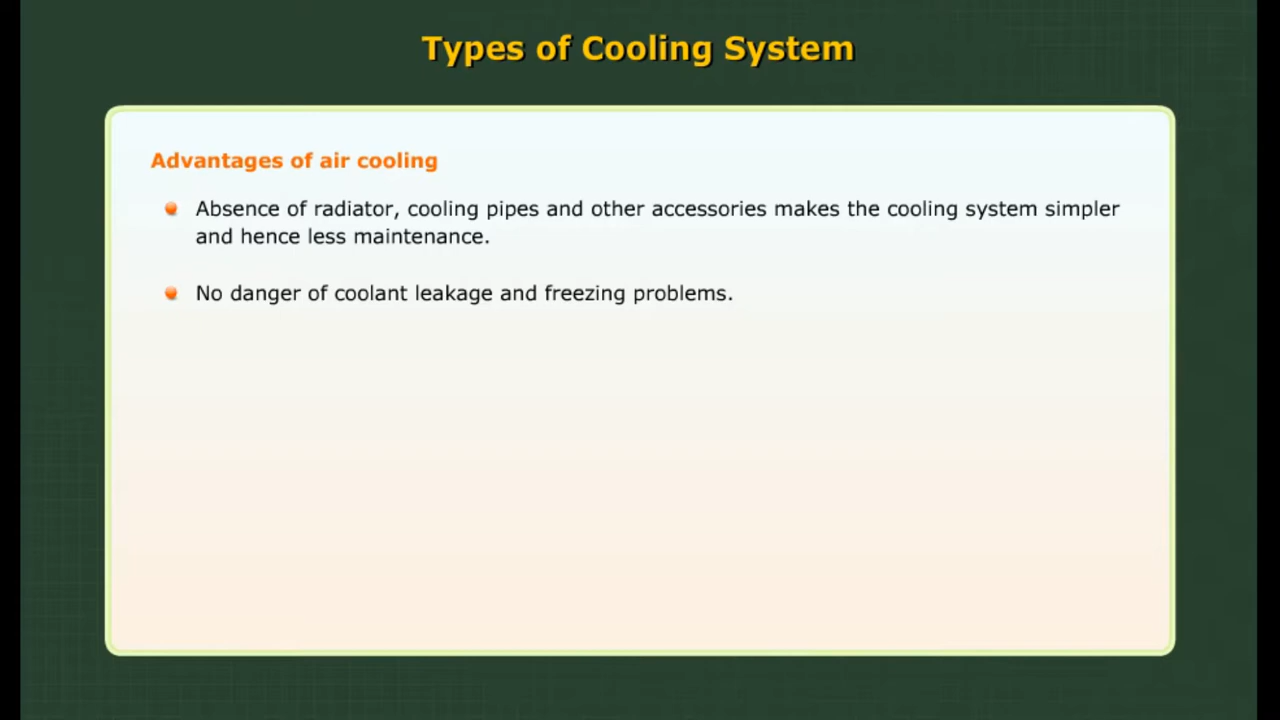 Types of Cooling System
Advantages of air cooling
Absence of radiator, cooling pipes and other accessories makes the cooling system simpler
and hence less maintenance.
No danger of coolant leakage and freezing problems.